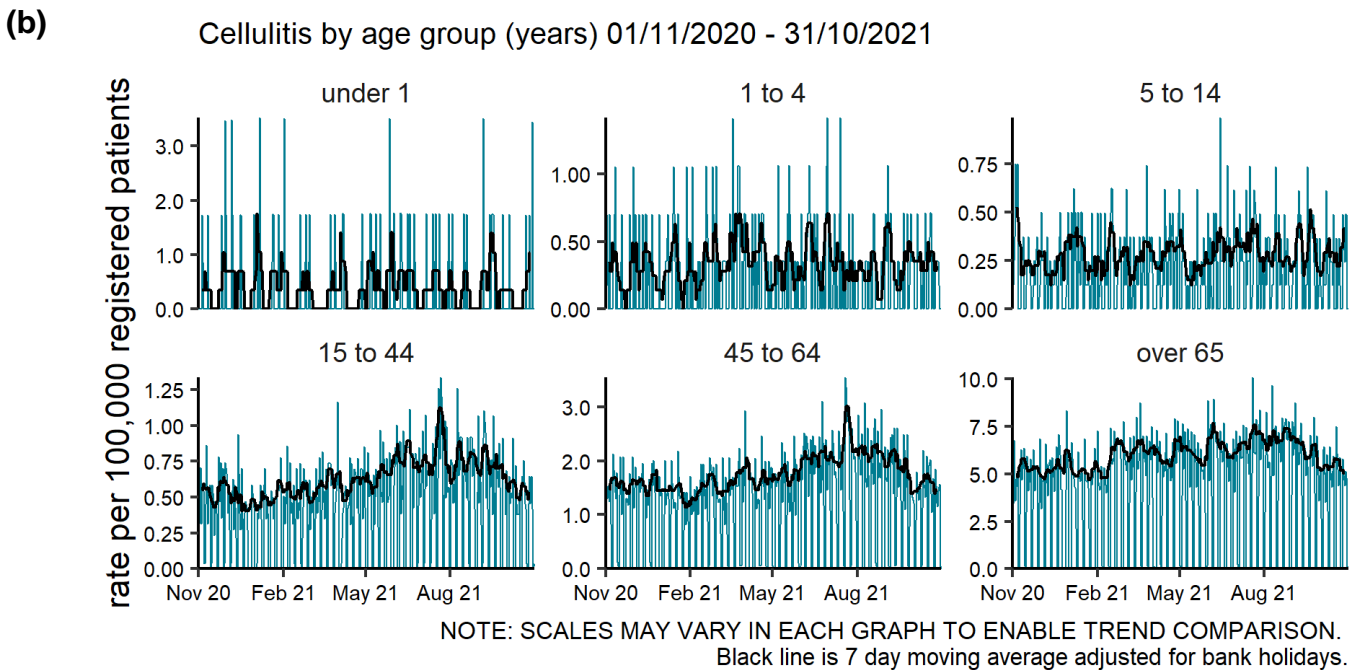 (b)
Cellulitis by age group (years) 01/11/2020 - 31/10/2021
rate per 100,000 registered patients
under 1
3.0
2.0
1.0
0.0
1 to 4
1.00
0.50
0.00
5 to 14
0.75
0.50
0.25
0.00
15 to 44
1.25
1.00
0.75
0.50
0.25
0.00
Nov 20 Feb 21 May 21 Aug 21
45 to 64
3.0
2.0
1.0
0.0
Nov 20 Feb 21 May 21 Aug 21
over 65
10.0
7.5
5.0
2.5
0.0
Nov 20 Feb 21 May 21 Aug 21
NOTE: SCALES MAY VARY IN EACH GRAPH TO ENABLE TREND COMPARISON.
Black line is 7 day moving average adjusted for bank holidays.